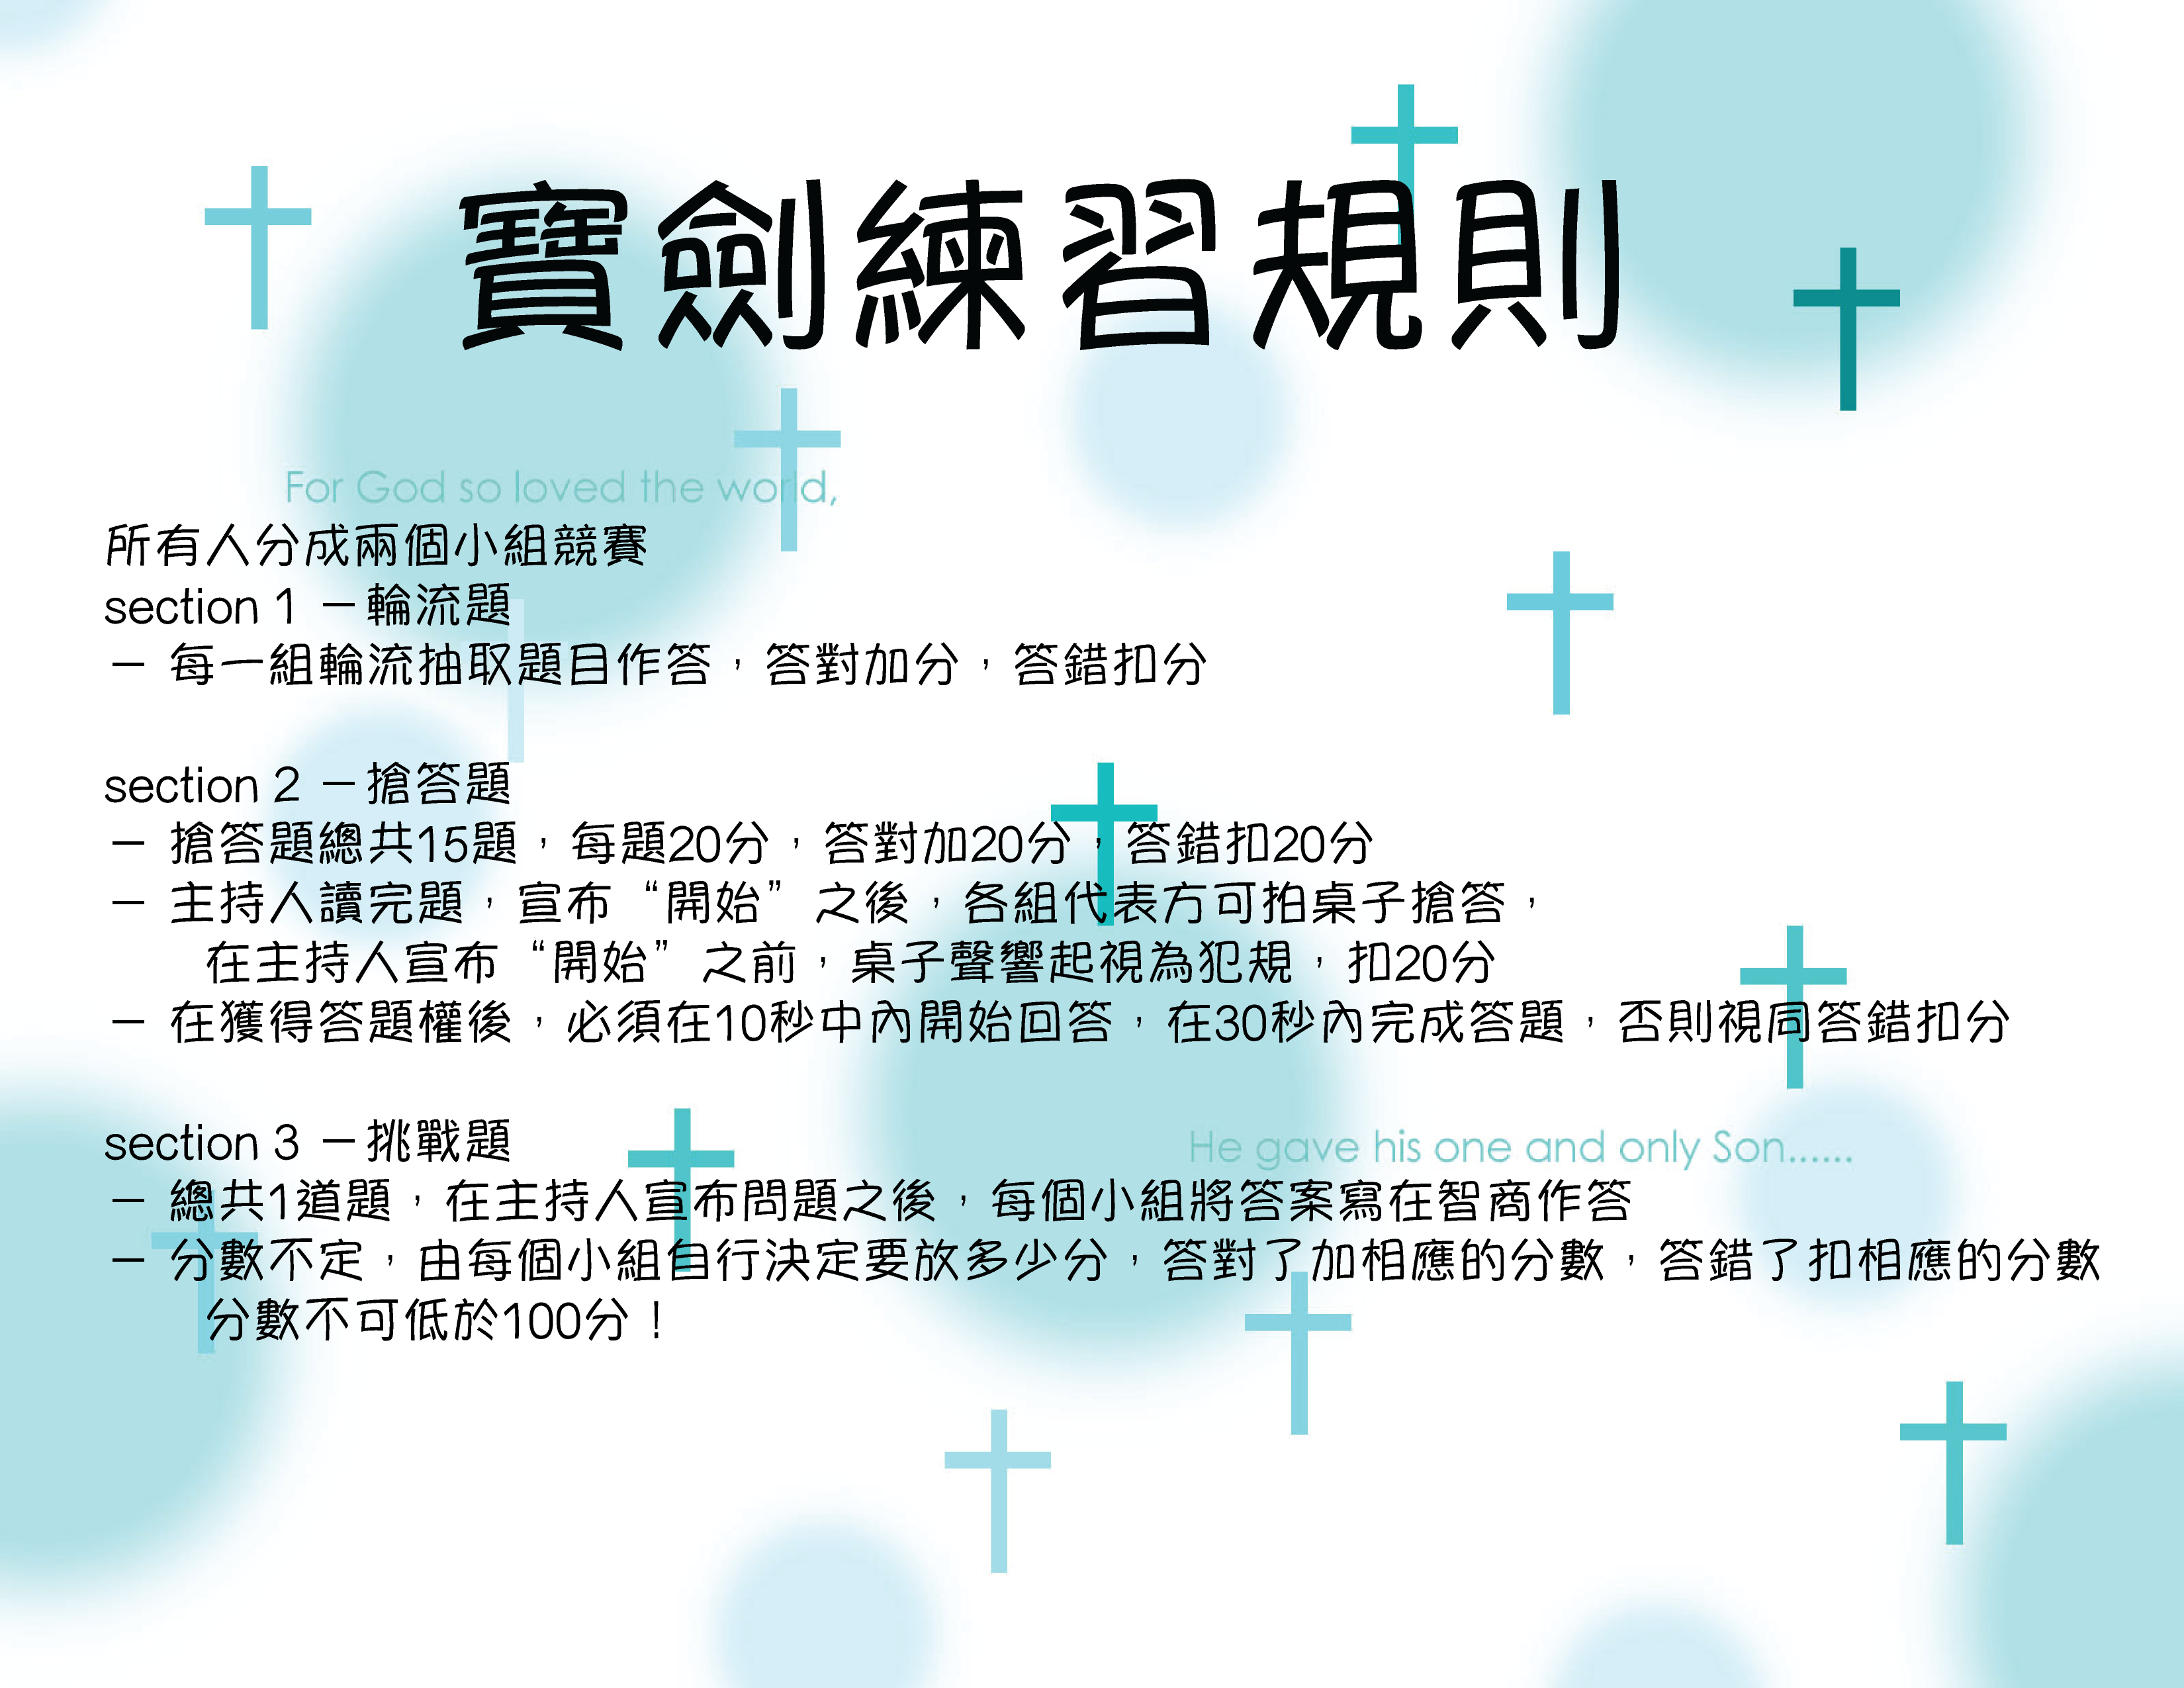 寶劍練習規則
For God so loved the world,
所有人分成兩個小組競賽
section 1 －輪流題
－ 每一組輪流抽取題目作答，答對加分，答錯扣分
section 2 －搶答題
－ 搶答題總共15題，每題20分，答對加20分，答錯扣20分
－ 主持人讀完題，宣布“開始”之後，各組代表方可拍桌子搶答，
在主持人宣布“開始”之前，桌子聲響起視為犯規，扣20分
－ 在獲得答題權後，必須在10秒中內開始回答，在30秒內完成答題，否則視同答錯扣分
section 3 －挑戰題
He gave his one and only Son......
－ 總共1道題，在主持人宣布問題之後，每個小組將答案寫在智商作答
－ 分數不定，由每個小組自行決定要放多少分，答對了加相應的分數，答錯了扣相應的分數
分數不可低於100分！